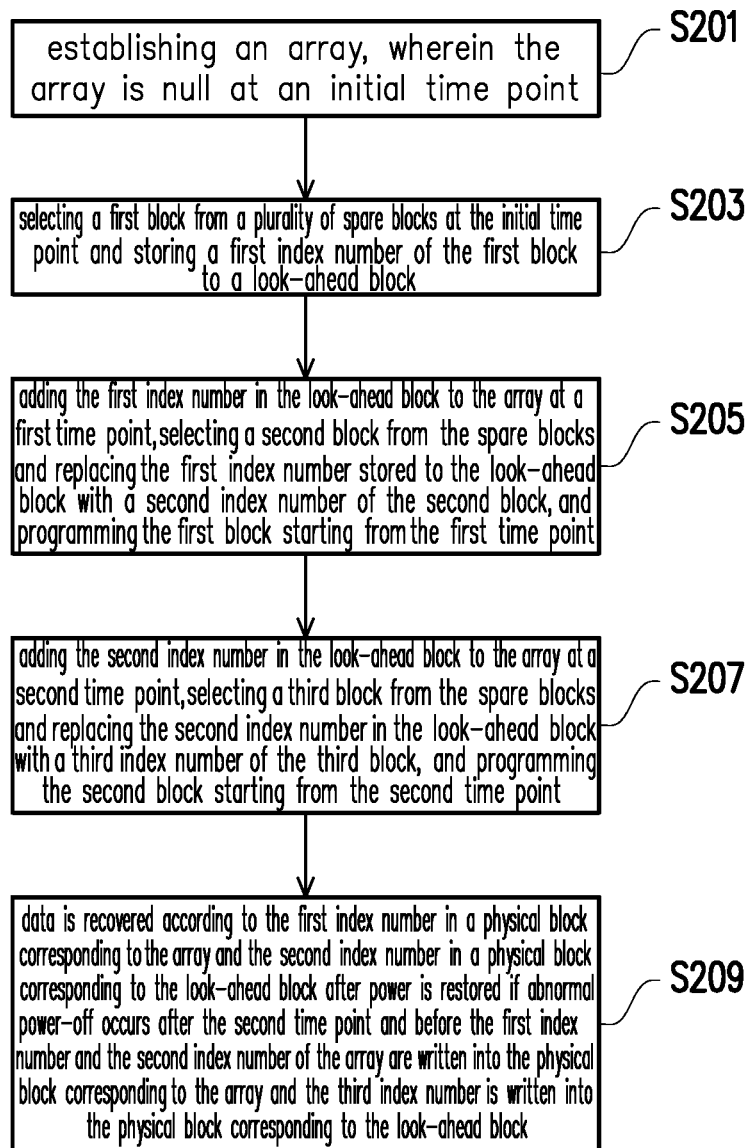 establishing an array, wherein the
array is null at an initial time point
S201
selecting a first block from a plurality of spare blocks at the initial time
point and storing a first index number of the first block
to a look-ahead block
S203
adding the first index number in the look-ahead block to the array at a
first time point, selecting a second block from the spare blocks
and replacing the first index number stored to the look-ahead
block with a second index number of the second block, and
programming the first block starting from the first time point
S205
adding the second index number in the look-ahead block to the array at a
second time point, selecting a third block from the spare blocks
and replacing the second index number in the look-ahead block
with a third index number of the third block, and programming
the second block starting from the second time point
S207
data is recovered according to the first index number in a physical block
corresponding to the array and the second index number in a physical block
corresponding to the look-ahead block after power is restored if abnormal
power-off occurs after the second time point and before the first index
number and the second index number of the array are written into the physical
block corresponding to the array and the third index number is written into
the physical block corresponding to the look-ahead block
S209